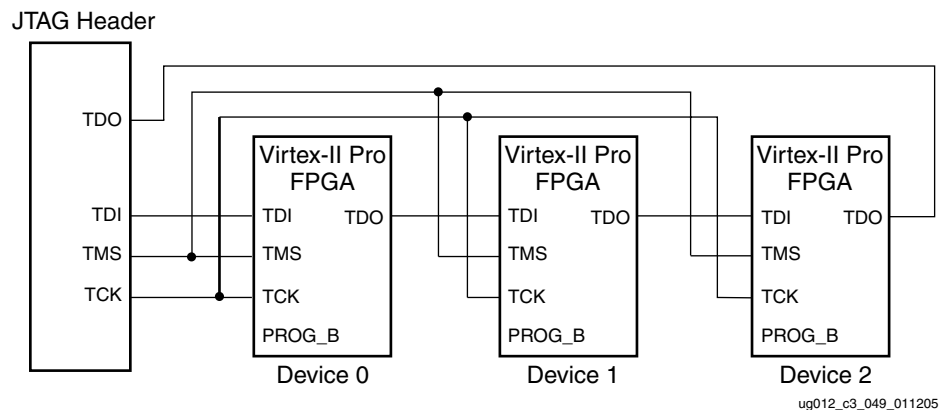 JTAG Header
TDO
TDI
TMS
TCK
Virtex-II Pro
FPGA
TDI TDO
TMS
TCK
PROG_B
Device 0
Virtex-II Pro
FPGA
TDI TDO
TMS
TCK
PROG_B
Device 1
Virtex-II Pro
FPGA
TDI TDO
TMS
TCK
PROG_B
Device 2
ug012_c3_049_011205